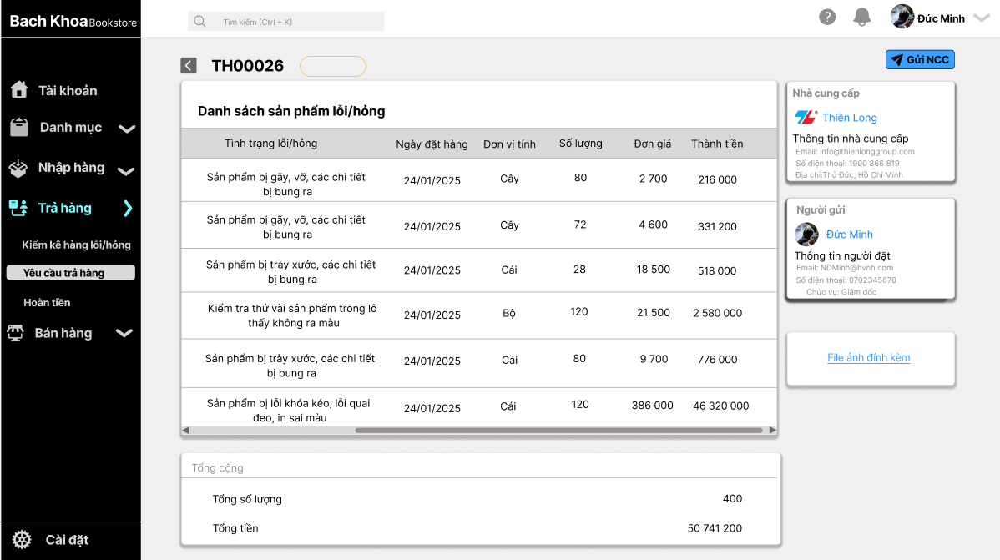 Bach Khoa Bookstore
Tìm kiếm (Ctrl + K)
?
Đức Minh
Tài khoản
Danh mục
Nhập hàng
Trả hàng
Kiểm kê hàng lỗi/hỏng
Yêu cầu trả hàng
Hoàn tiền
Bán hàng
Cài đặt
TH00026
Gửi NCC
Danh sách sản phẩm lỗi/hỏng
Tình trạng lỗi/hỏng Ngày đặt hàng Đơn vị tính Số lượng Đơn giá Thành tiền
Sản phẩm bị gãy, vỡ, các chi tiết
bị bung ra 24/01/2025 Cây 80 2 700 216 000
Sản phẩm bị gãy, vỡ, các chi tiết
bị bung ra 24/01/2025 Cây 72 4 600 331 200
Sản phẩm bị trày xước, các chi tiết
bị bung ra 24/01/2025 Cái 28 18 500 518 000
Kiểm tra thử vài sản phẩm trong lô
thấy không ra màu 24/01/2025 Bộ 120 21 500 2 580 000
Sản phẩm bị trày xước, các chi tiết
bị bung ra 24/01/2025 Cái 80 9 700 776 000
Sản phẩm bị lỗi khóa kéo, lỗi quai
đeo, in sai màu 24/01/2025 Cái 120 386 000 46 320 000
Tổng cộng
Tổng số lượng 400
Tổng tiền 50 741 200
Nhà cung cấp
TL Thiên Long
Thông tin nhà cung cấp
Email: info@thienlonggroup.com
Số điện thoại: 1900 866 819
Địa chỉ:Thủ Đức, Hồ Chí Minh
Người gửi
Đức Minh
Thông tin người đặt
Email: NDMinh@hvnh.com
Số điện thoại: 0702345678
Chức vụ: Giám đốc
File ảnh đính kèm